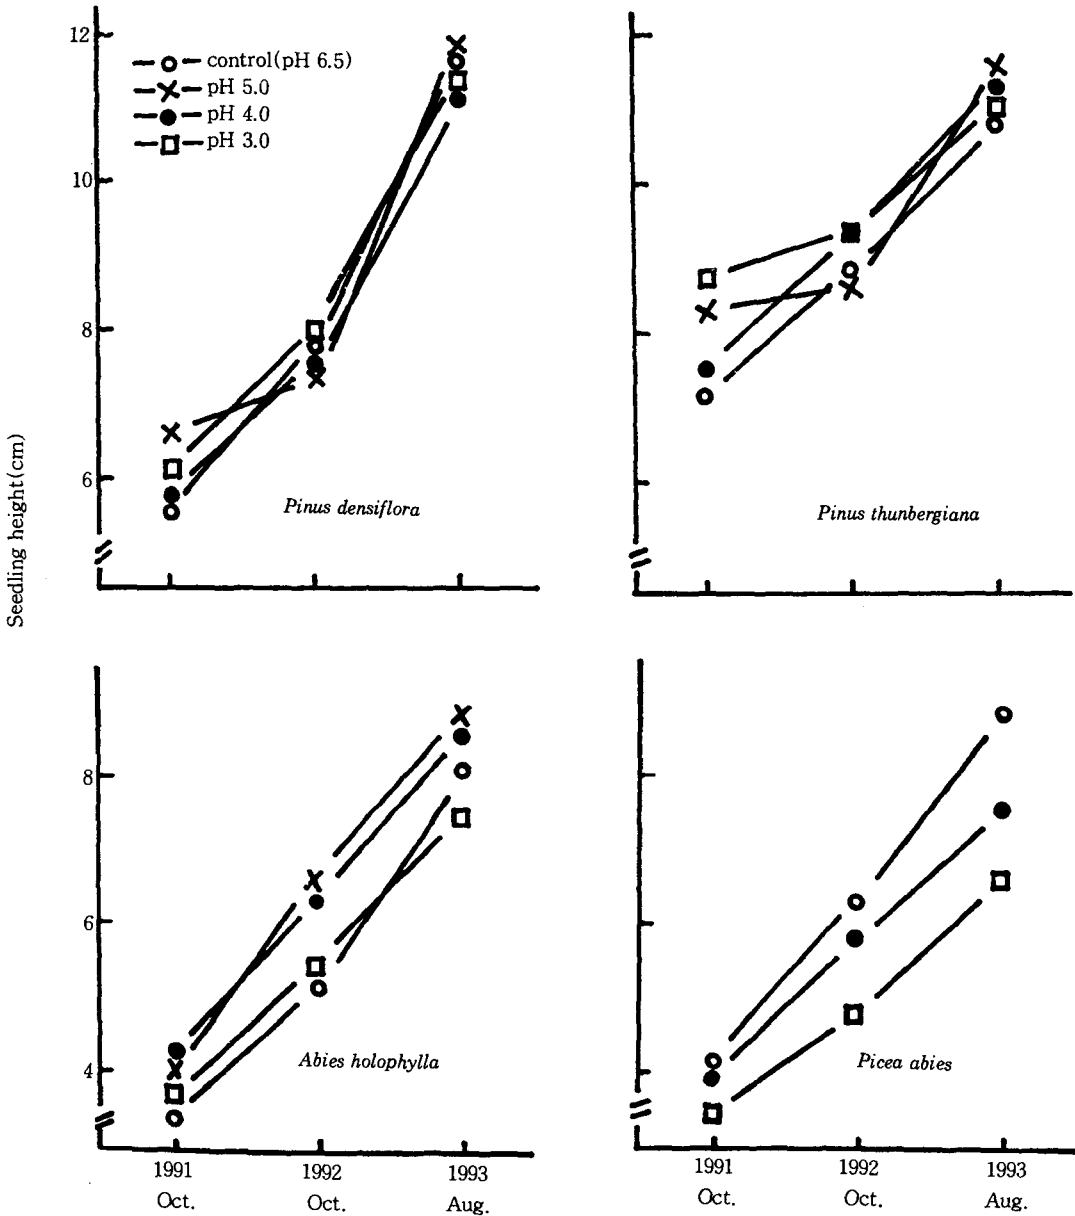 12
control(pH 6.5)
pH 5.0
pH 4.0
pH 3.0
10
8
6
Pinus densiflora
Pinus thunbergiana
Seedling height(cm)
8
6
4
Abies holophylla
Picea abies
1991 1992 1993
Oct. Oct. Aug.
1991 1992 1993
Oct. Oct. Aug.